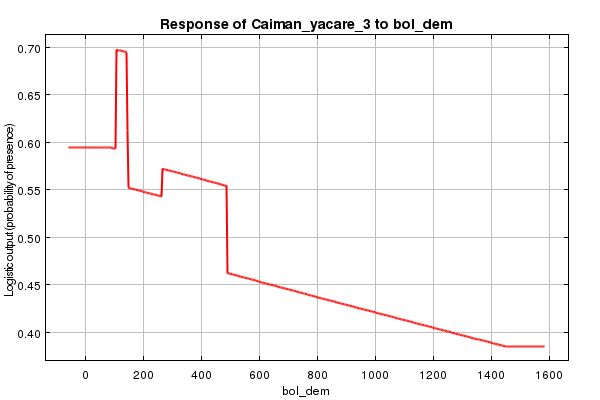 Response of Caiman_yacare_3 to bol_dem
Logistic output (probability of presence)
0.70
0.65
0.60
0.55
0.50
0.45
0.40
0 200 400 600 800 1000 1200 1400 1600
bol_dem